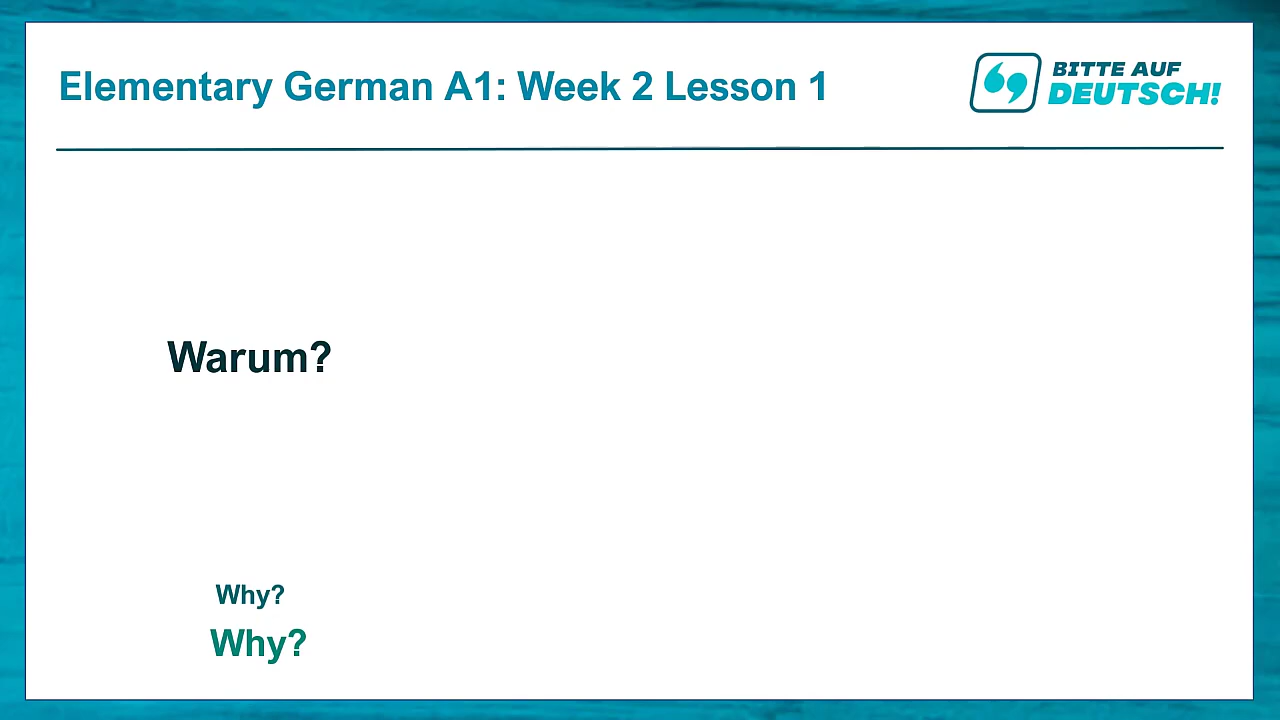 Elementary German A1: Week 2 Lesson 1
BITTE AUF
DEUTSCH!
Warum?
Why?
Why?